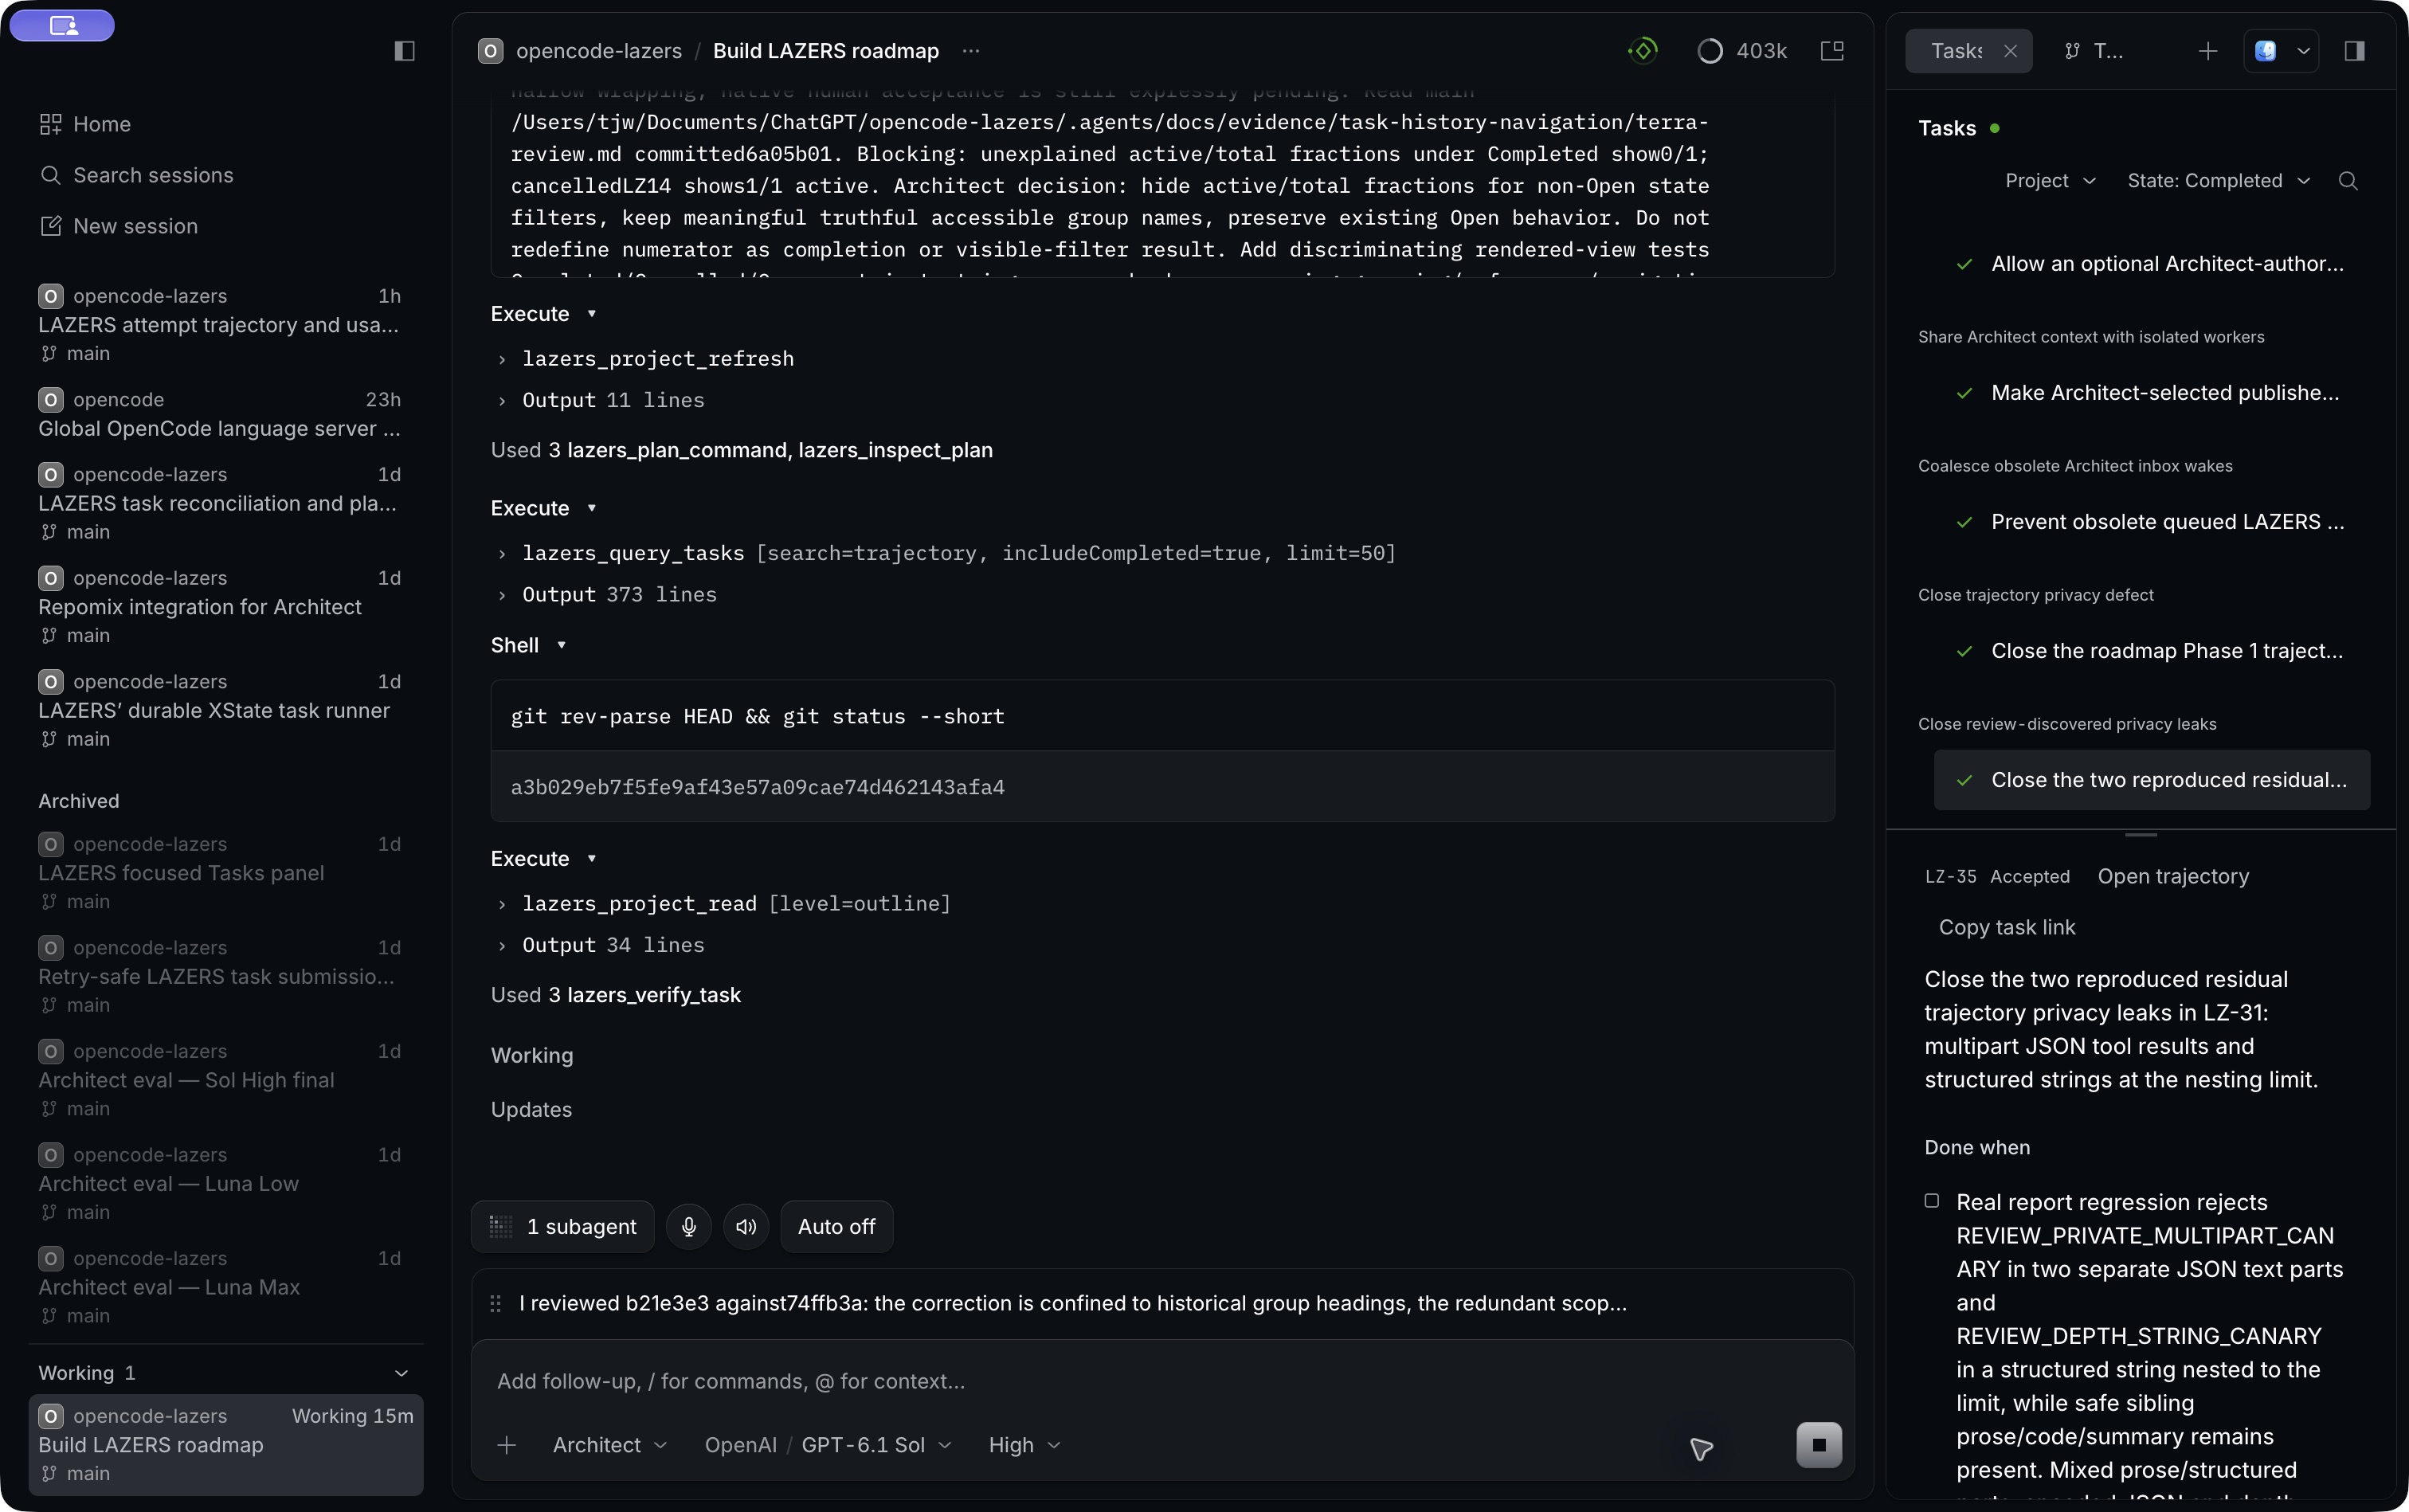 Home
Search sessions
New session
O opencode-lazers 1h
LAZERS attempt trajectory and usa...
main
O opencode 23h
Global OpenCode language server ...
O opencode-lazers 1d
LAZERS task reconciliation and pla...
main
O opencode-lazers 1d
Repomix integration for Architect
main
O opencode-lazers 1d
LAZERS’ durable XState task runner
main
Archived
O opencode-lazers 1d
LAZERS focused Tasks panel
main
O opencode-lazers 1d
Retry-safe LAZERS task submissio...
main
O opencode-lazers 1d
Architect eval — Sol High final
main
O opencode-lazers 1d
Architect eval — Luna Low
main
O opencode-lazers 1d
Architect eval — Luna Max
main
Working 1
O opencode-lazers Working 15m
Build LAZERS roadmap
main
O opencode-lazers / Build LAZERS roadmap ... 403k
narrow wrapping, native human acceptance is still expressly pending. Read main
/Users/tjw/Documents/ChatGPT/opencode-lazers/.agents/docs/evidence/task-history-navigation/terra-
review.md committed6a05b01. Blocking: unexplained active/total fractions under Completed show0/1;
cancelledLZ14 shows1/1 active. Architect decision: hide active/total fractions for non-Open state
filters, keep meaningful truthful accessible group names, preserve existing Open behavior. Do not
redefine numerator as completion or visible-filter result. Add discriminating rendered-view tests
Execute
lazers_project_refresh
Output 11 lines
Used 3 lazers_plan_command, lazers_inspect_plan
Execute
lazers_query_tasks [search=trajectory, includeCompleted=true, limit=50]
Output 373 lines
Shell
git rev-parse HEAD && git status --short
a3b029eb7f5fe9af43e57a09cae74d462143afa4
Execute
lazers_project_read [level=outline]
Output 34 lines
Used 3 lazers_verify_task
Working
Updates
1 subagent Auto off
I reviewed b21e3e3 against74ffb3a: the correction is confined to historical group headings, the redundant scop...
Add follow-up, / for commands, @ for context...
Architect OpenAI / GPT-6.1 Sol High
Tasks T...
Tasks
Project State: Completed
Allow an optional Architect-author...
Share Architect context with isolated workers
Make Architect-selected publishe...
Coalesce obsolete Architect inbox wakes
Prevent obsolete queued LAZERS ...
Close trajectory privacy defect
Close the roadmap Phase 1 traject...
Close review-discovered privacy leaks
Close the two reproduced residual...
LZ-35 Accepted Open trajectory
Copy task link
Close the two reproduced residual
trajectory privacy leaks in LZ-31:
multipart JSON tool results and
structured strings at the nesting limit.
Done when
Real report regression rejects
REVIEW_PRIVATE_MULTIPART_CAN
ARY in two separate JSON text parts
and
REVIEW_DEPTH_STRING_CANARY
in a structured string nested to the
limit, while safe sibling
prose/code/summary remains
present. Mixed prose/structured